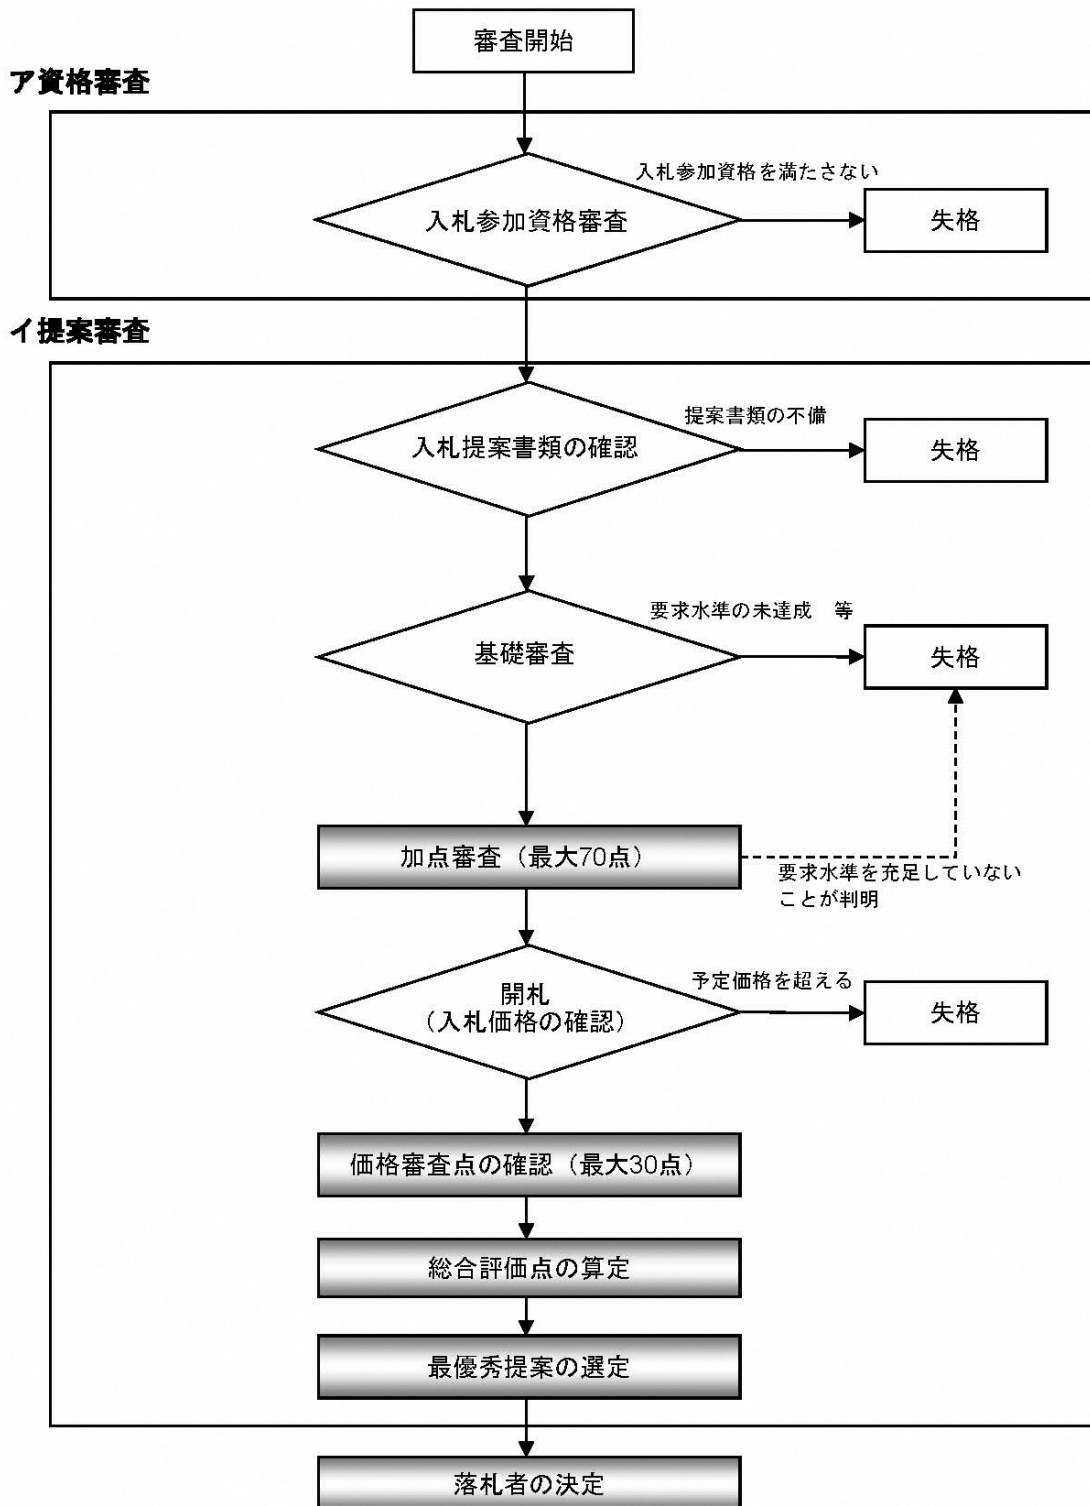 審査開始
ア資格審査
入札参加資格を満たさない
入札参加資格審査
失格
イ提案審査
提案書類の不備
入札提案書類の確認
失格
要求水準の未達成　等
基礎審査
失格
加点審査（最大70点）
要求水準を充足していない
ことが判明
予定価格を超える
開札
（入札価格の確認）
失格
価格審査点の確認（最大30点）
総合評価点の算定
最優秀提案の選定
落札者の決定